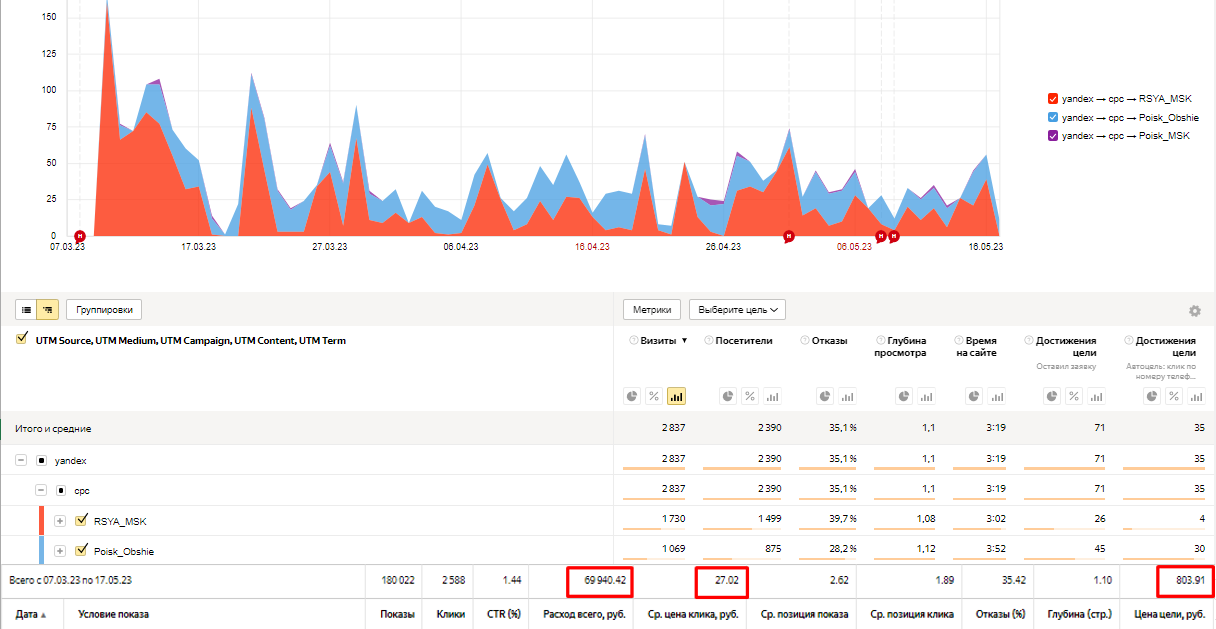 150
125
100
75
50
25
0
07.03.23 17.03.23 27.03.23 06.04.23 16.04.23 26.04.23 06.05.23 16.05.23
Н Н Н Н
yandex → cpc → RSYA_MSK
yandex → cpc → Poisk_Obshie
yandex → cpc → Poisk_MSK
Группировки Метрики Выберите цель
UTM Source, UTM Medium, UTM Campaign, UTM Content, UTM Term
Визиты ▼ Посетители Отказы Глубина просмотра Время на сайте Достижения цели Достижения цели
Оставил заявку Автоцель: клик по номеру телеф...
Итого и средние 2 837 2 390 35,1 % 1,1 3:19 71 35
yandex 2 837 2 390 35,1 % 1,1 3:19 71 35
cpc 2 837 2 390 35,1 % 1,1 3:19 71 35
RSYA_MSK 1 730 1 499 39,7 % 1,08 3:02 26 4
Poisk_Obshie 1 069 875 28,2 % 1,12 3:52 45 30
Всего с 07.03.23 по 17.05.23 180 022 2 588 1.44 69 940.42 27.02 2.62 1.89 35.42 1.10 803.91
Дата ▲ Условие показа Показы Клики CTR (%) Расход всего, руб. Ср. цена клика, руб. Ср. позиция показа Ср. позиция клика Отказы (%) Глубина (стр.) Цена цели, руб.